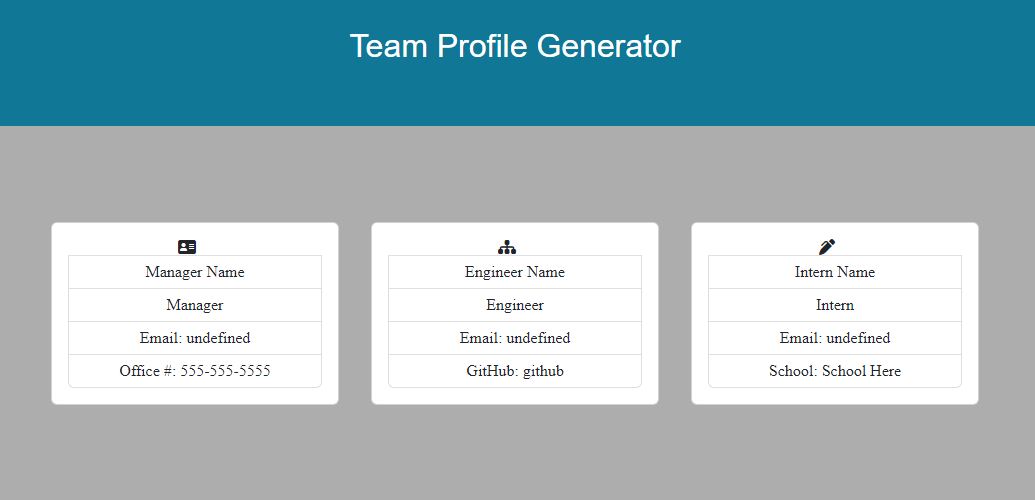 Team Profile Generator
Manager Name
Manager
Email: undefined
Office #: 555-555-5555
Engineer Name
Engineer
Email: undefined
GitHub: github
Intern Name
Intern
Email: undefined
School: School Here